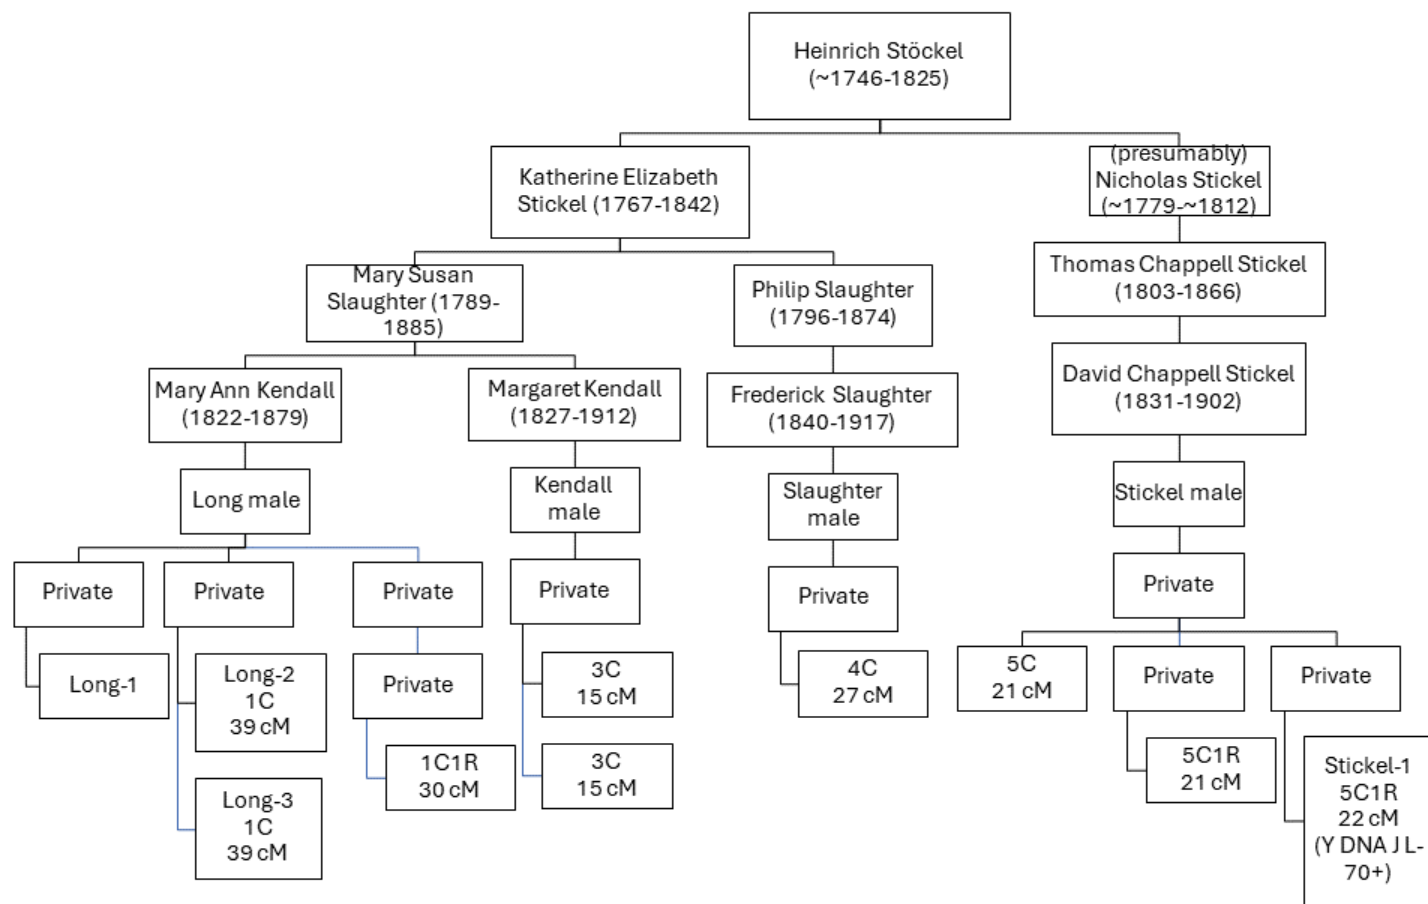 Heinrich Stöckel
(~1746-1825)
Katherine Elizabeth
Stickel (1767-1842)
(presumably)
Nicholas Stickel
(~1779-~1812)
Mary Susan
Slaughter (1789-
1885)
Philip Slaughter
(1796-1874)
Thomas Chappell Stickel
(1803-1866)
Mary Ann Kendall
(1822-1879)
Margaret Kendall
(1827-1912)
Frederick Slaughter
(1840-1917)
David Chappell Stickel
(1831-1902)
Long male
Kendall
male
Slaughter
male
Stickel male
Private
Private
Private
Private
Private
Private
Long-1
Long-2
1C
39 cM
Private
3C
15 cM
4C
27 cM
5C
21 cM
Private
Private
Long-3
1C
39 cM
1C1R
30 cM
3C
15 cM
5C1R
21 cM
Stickel-1
5C1R
22 cM
(Y DNA J L-
70+)